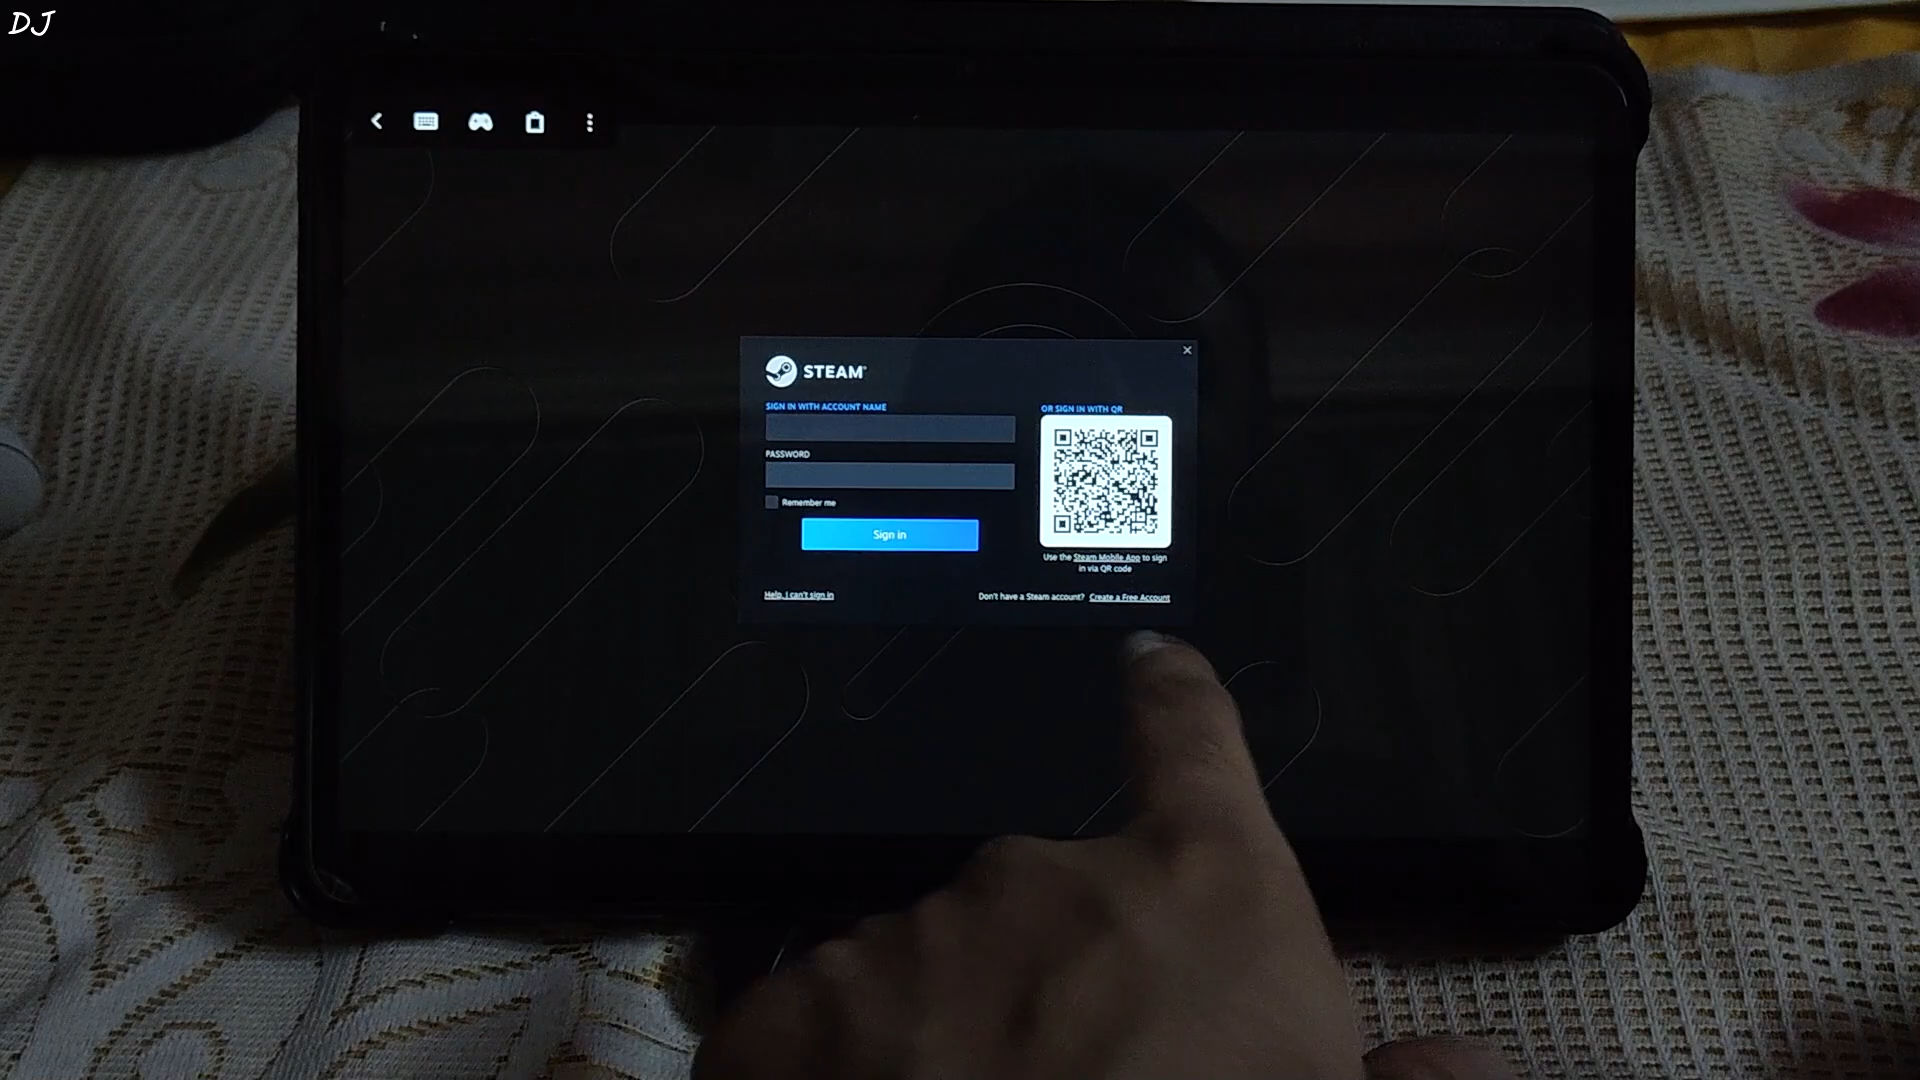 DJ
STEAM
SIGN IN WITH ACCOUNT NAME
PASSWORD
Remember me
Sign in
Help, I can't sign in
OR SIGN IN WITH QR
Use the Steam Mobile App to sign
in via QR code
Don't have a Steam account? Create a Free Account